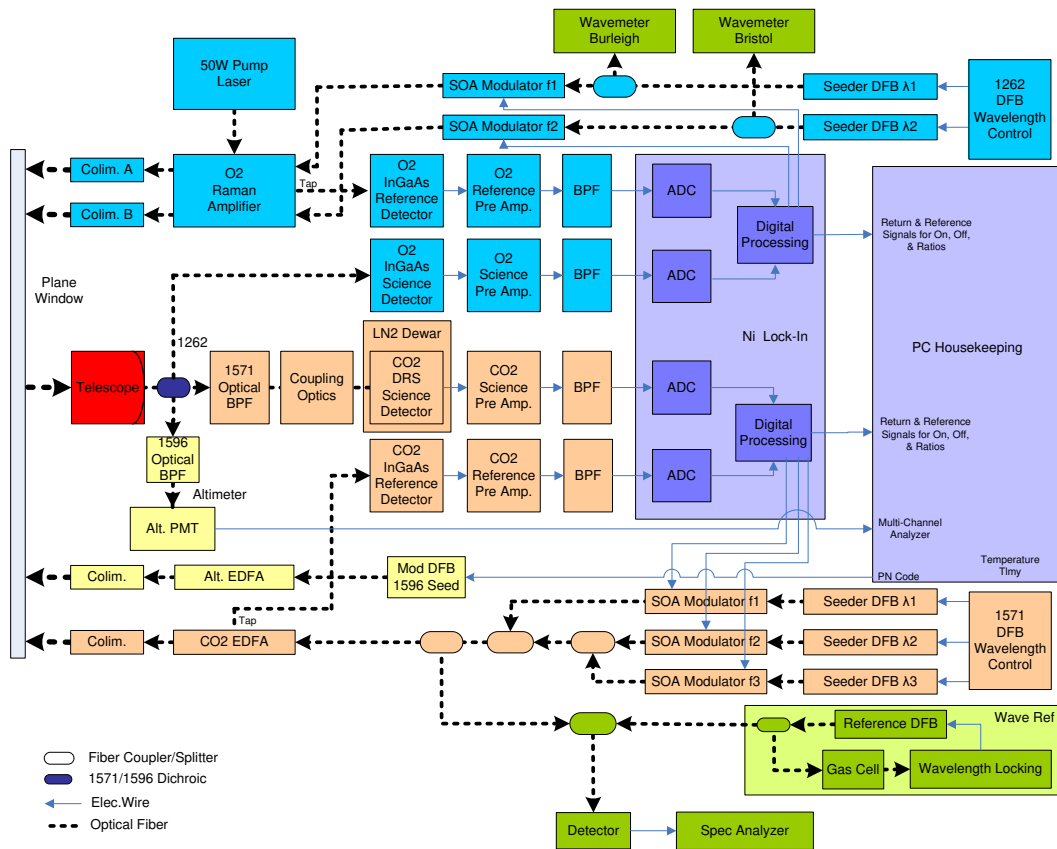 Wavemeter
Burleigh
Wavemeter
Bristol
50W Pump
Laser
SOA Modulator f1
Seeder DFB λ1
1262
DFB
Wavelength
Control
SOA Modulator f2
Seeder DFB λ2
Colim. A
Colim. B
O2
Raman
Amplifier
Tap
O2
InGaAs
Reference
Detector
O2
Reference
Pre Amp.
BPF
ADC
Digital
Processing
Return & Reference
Signals for On, Off,
& Ratios
O2
InGaAs
Science
Detector
O2
Science
Pre Amp.
BPF
ADC
Plane
Window
1262
LN2 Dewar
Ni Lock-In
PC Housekeeping
Telescope
1571
Optical
BPF
Coupling
Optics
CO2
DRS
Science
Detector
CO2
Science
Pre Amp.
BPF
ADC
Digital
Processing
Return & Reference
Signals for On, Off,
& Ratios
1596
Optical
BPF
CO2
InGaAs
Reference
Detector
CO2
Reference
Pre Amp.
BPF
ADC
Altimeter
Alt. PMT
Multi-Channel
Analyzer
Temperature
Tlmy
PN Code
Colim.
Alt. EDFA
Mod DFB
1596 Seed
Tap
SOA Modulator f1
Seeder DFB λ1
1571
DFB
Wavelength
Control
Colim.
CO2 EDFA
SOA Modulator f2
Seeder DFB λ2
SOA Modulator f3
Seeder DFB λ3
Reference DFB
Wave Ref
Gas Cell
Wavelength Locking
Fiber Coupler/Splitter
1571/1596 Dichroic
Elec.Wire
Optical Fiber
Detector
Spec Analyzer